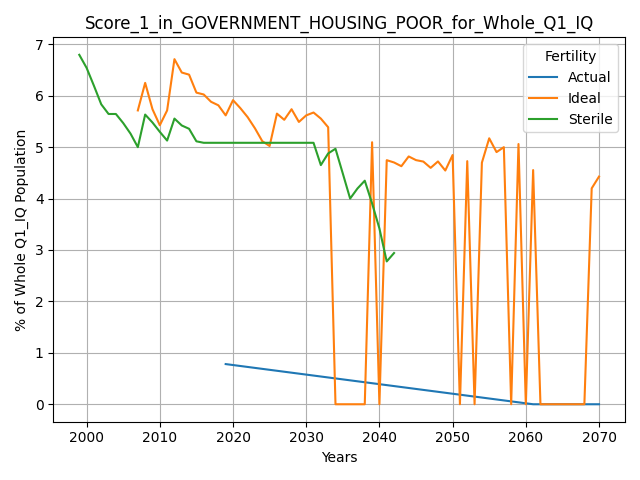 Score_1_in_GOVERNMENT_HOUSING_POOR_for_Whole_Q1_IQ
Fertility
Actual
Ideal
Sterile
% of Whole Q1_IQ Population
7
6
5
4
3
2
1
0
2000 2010 2020 2030 2040 2050 2060 2070
Years